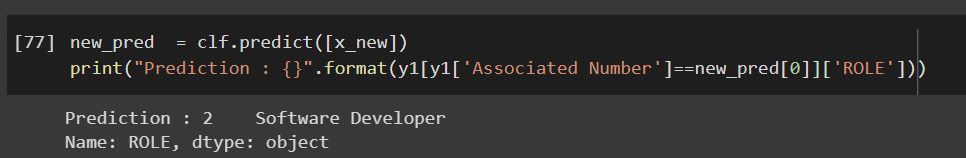 [77] new_pred  = clf.predict([x_new])
print("Prediction : {}".format(y1[y1['Associated Number']==new_pred[0]]['ROLE']))
Prediction : 2    Software Developer
Name: ROLE, dtype: object